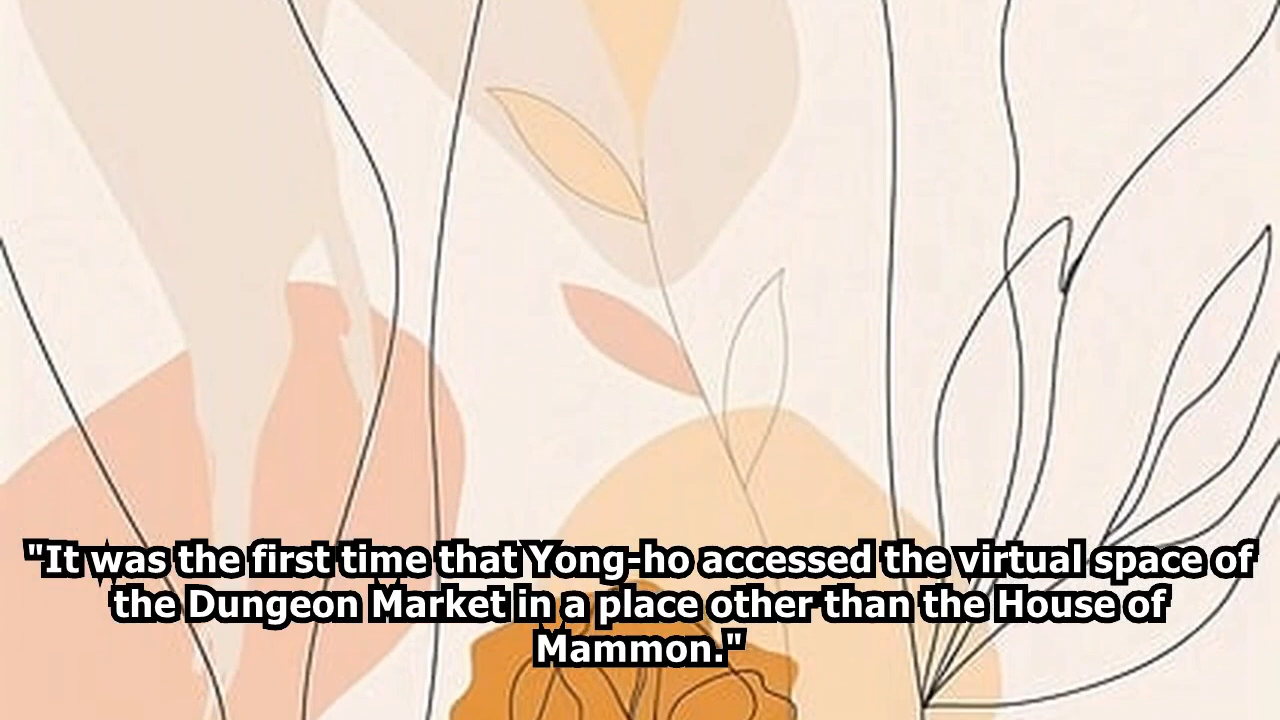 "It was the first time that Yong-ho accessed the virtual space of
the Dungeon Market in a place other than the House of
Mammon."